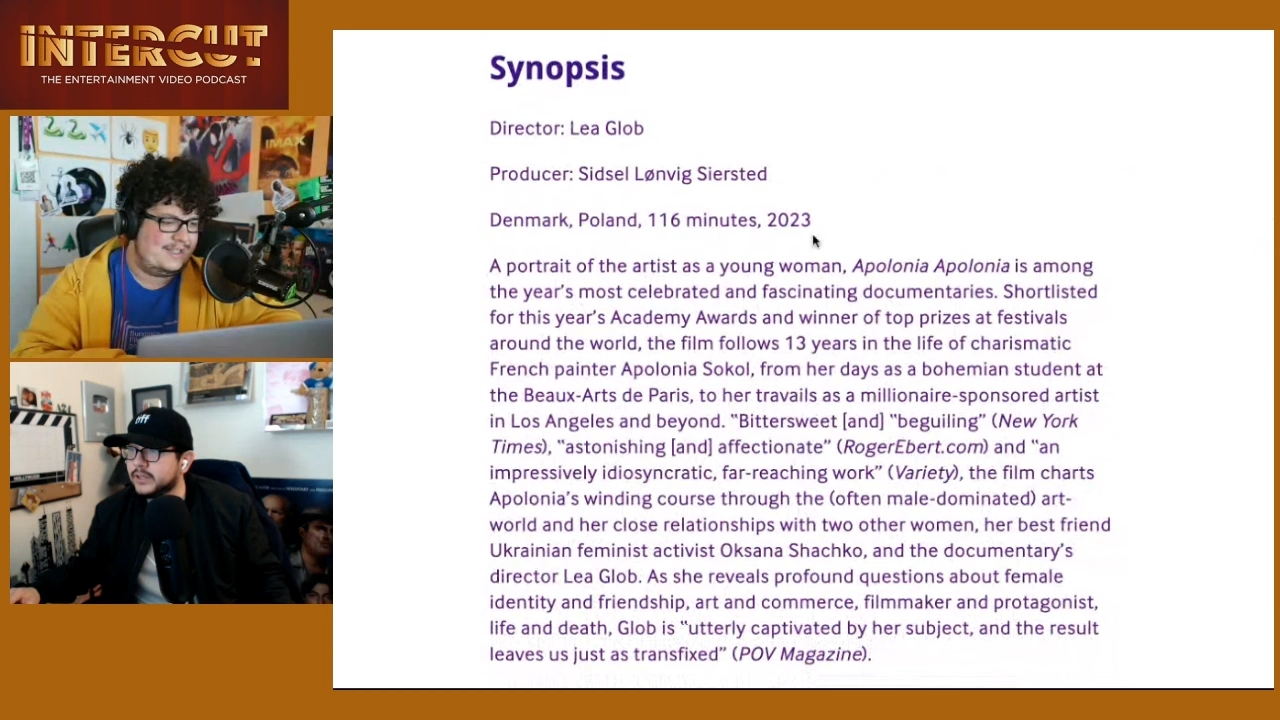 INTERCUT
THE ENTERTAINMENT VIDEO PODCAST
IMAX
nff
Synopsis
Director: Lea Glob
Producer: Sidsel Lønvig Siersted
Denmark, Poland, 116 minutes, 2023
A portrait of the artist as a young woman, Apolonia Apolonia is among
the year’s most celebrated and fascinating documentaries. Shortlisted
for this year’s Academy Awards and winner of top prizes at festivals
around the world, the film follows 13 years in the life of charismatic
French painter Apolonia Sokol, from her days as a bohemian student at
the Beaux-Arts de Paris, to her travails as a millionaire-sponsored artist
in Los Angeles and beyond. “Bittersweet [and] “beguiling” (New York
Times), “astonishing [and] affectionate” (RogerEbert.com) and “an
impressively idiosyncratic, far-reaching work” (Variety), the film charts
Apolonia’s winding course through the (often male-dominated) art-
world and her close relationships with two other women, her best friend
Ukrainian feminist activist Oksana Shachko, and the documentary’s
director Lea Glob. As she reveals profound questions about female
identity and friendship, art and commerce, filmmaker and protagonist,
life and death, Glob is “utterly captivated by her subject, and the result
leaves us just as transfixed” (POV Magazine).